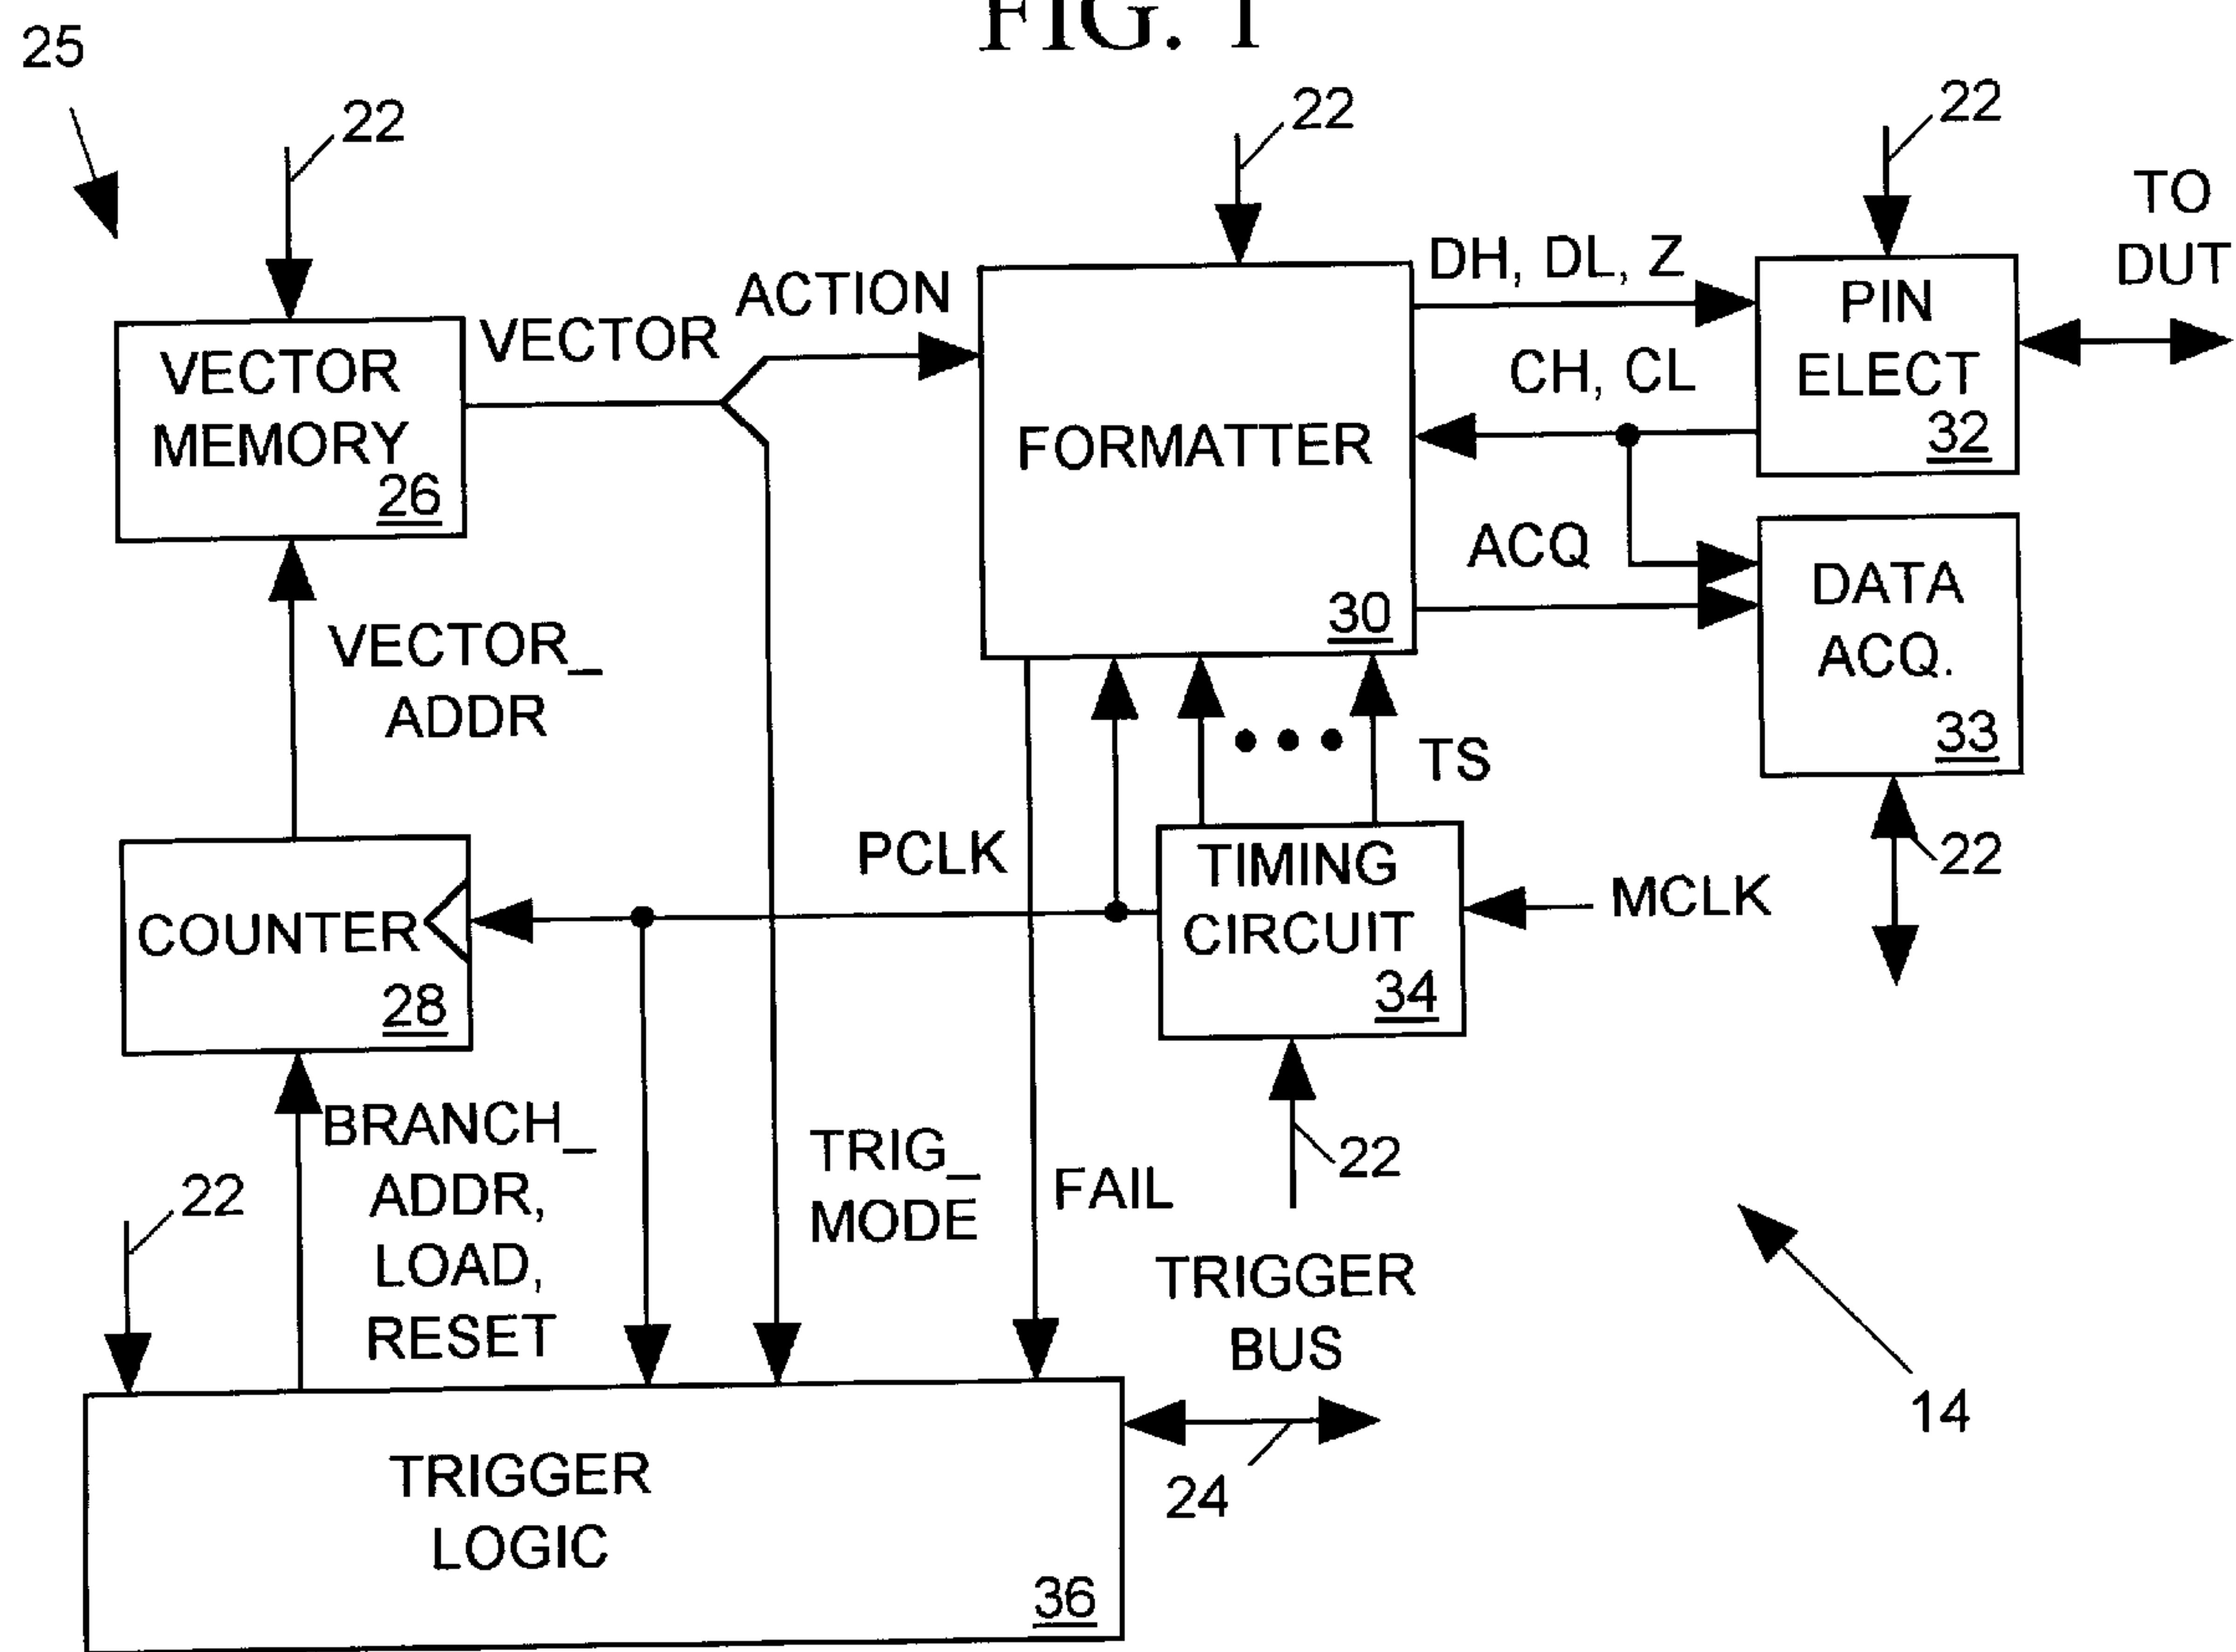 FIG. 1
25
22
22
22
TO
DUT
VECTOR
MEMORY
26
VECTOR
ACTION
FORMATTER
30
DH, DL, Z
CH, CL
ACQ
PIN
ELECT
32
DATA
ACQ.
33
22
VECTOR_
ADDR
TS
PCLK
TIMING
CIRCUIT
34
MCLK
COUNTER
28
22
BRANCH_
ADDR,
LOAD,
RESET
22
TRIG_
MODE
FAIL
TRIGGER
BUS
24
14
TRIGGER
LOGIC
36